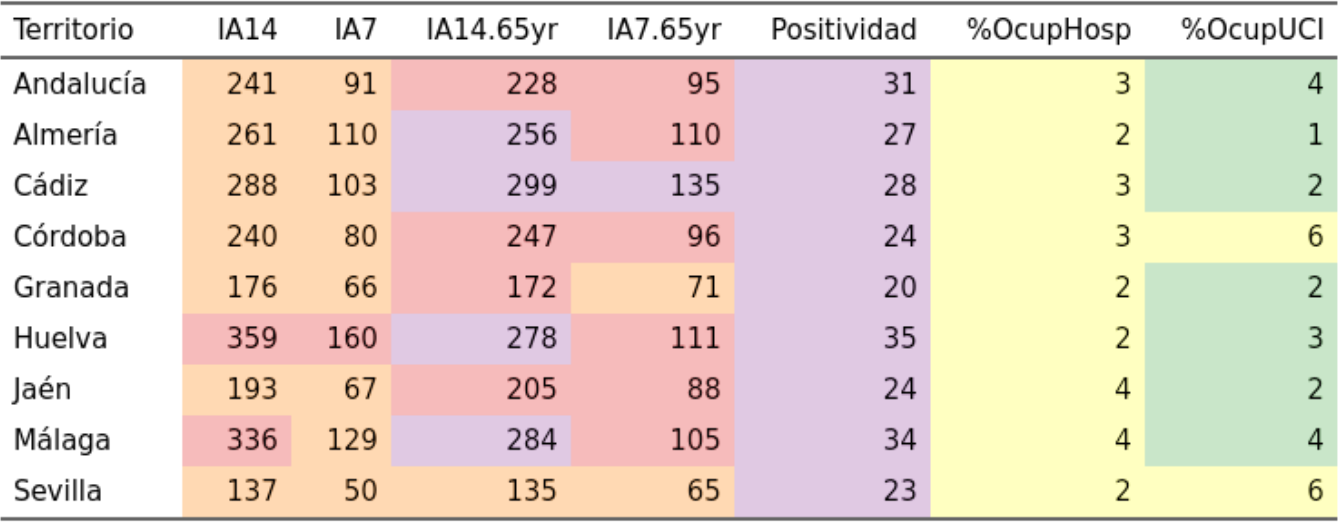 Territorio IA14 IA7 IA14.65yr IA7.65yr Positividad %OcupHosp %OcupUCI
Andalucía 241 91 228 95 31 3 4
Almería 261 110 256 110 27 2 1
Cádiz 288 103 299 135 28 3 2
Córdoba 240 80 247 96 24 3 6
Granada 176 66 172 71 20 2 2
Huelva 359 160 278 111 35 2 3
Jaén 193 67 205 88 24 4 2
Málaga 336 129 284 105 34 4 4
Sevilla 137 50 135 65 23 2 6